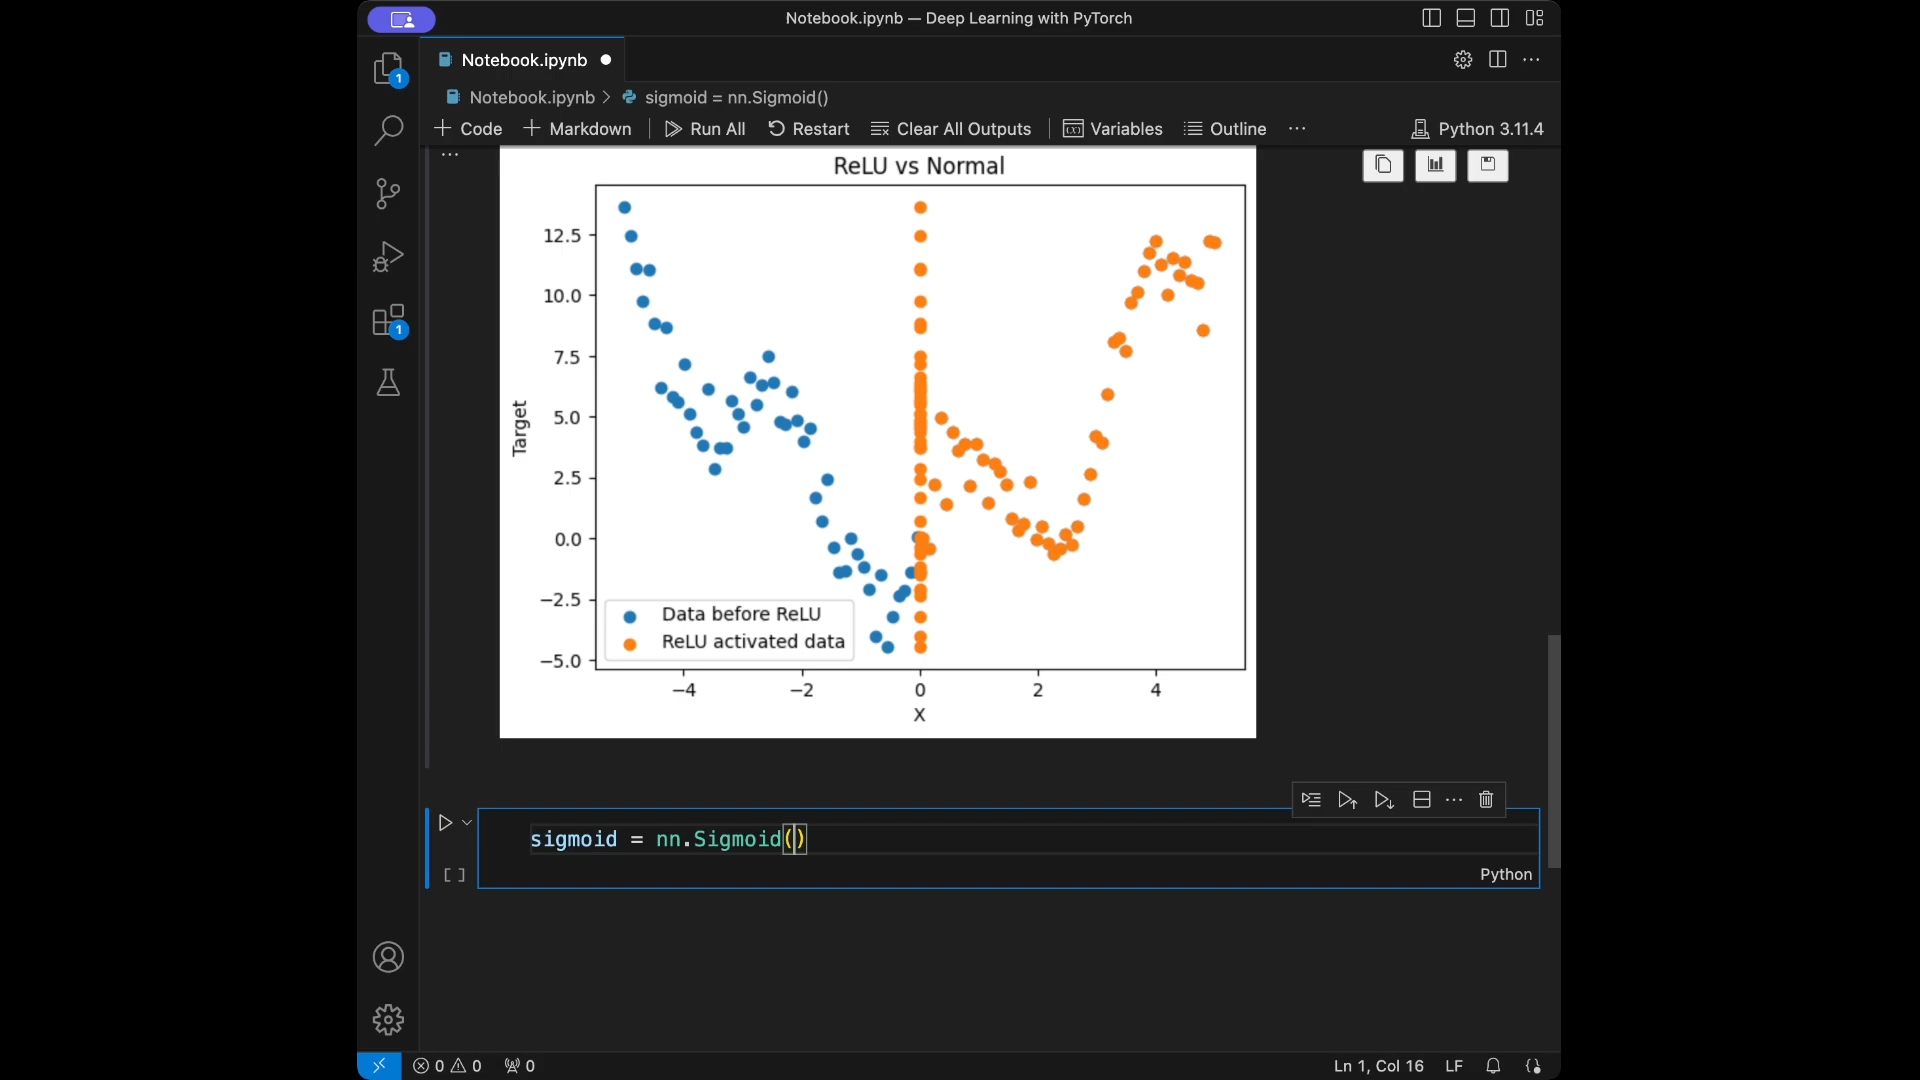 Notebook.ipynb — Deep Learning with PyTorch
Notebook.ipynb
1
Notebook.ipynb > sigmoid = nn.Sigmoid()
Code Markdown Run All Restart Clear All Outputs Variables Outline ... Python 3.11.4
...
ReLU vs Normal
12.5
10.0
7.5
5.0
2.5
0.0
−2.5
−5.0
Target
Data before ReLU
ReLU activated data
−4 −2 0 2 4
X
1
sigmoid = nn.Sigmoid()
[ ]
Python
0 0 0 Ln 1, Col 16 LF